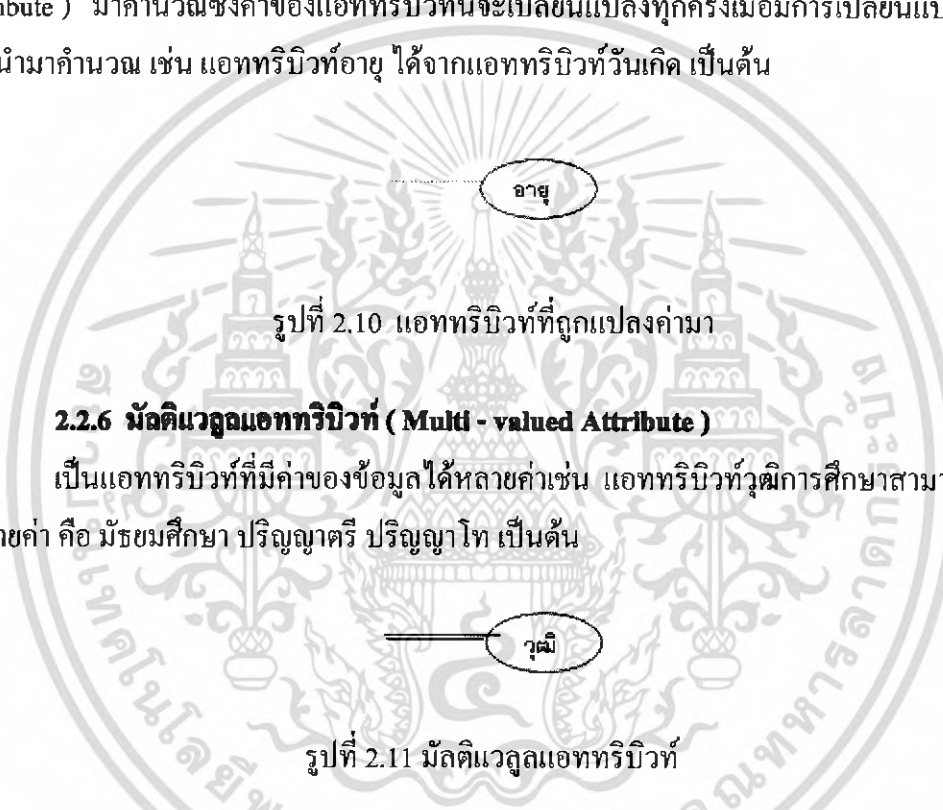 ibute ) มาคำนวณซึ่งค่าของแอททริบิวท์นี้จะเปลี่ยนแปลงทุกครั้งเมื่อมีการเปลี่ยนแป
นำมาคำนวณ เช่น แอททริบิวท์อายุ ได้จากแอททริบิวท์วันเกิด เป็นต้น
อายุ
รูปที่ 2.10 แอททริบิวท์ที่ถูกแปลงค่ามา
2.2.6 มัลติแวลูลแอททริบิวท์ ( Multi - valued Attribute )
เป็นแอททริบิวท์ที่มีค่าของข้อมูลได้หลายค่าเช่น แอททริบิวท์วุฒิการศึกษาสามา
ายค่า คือ มัธยมศึกษา ปริญญาตรี ปริญญาโท เป็นต้น
วุฒิ
รูปที่ 2.11 มัลติแวลูลแอททริบิวท์